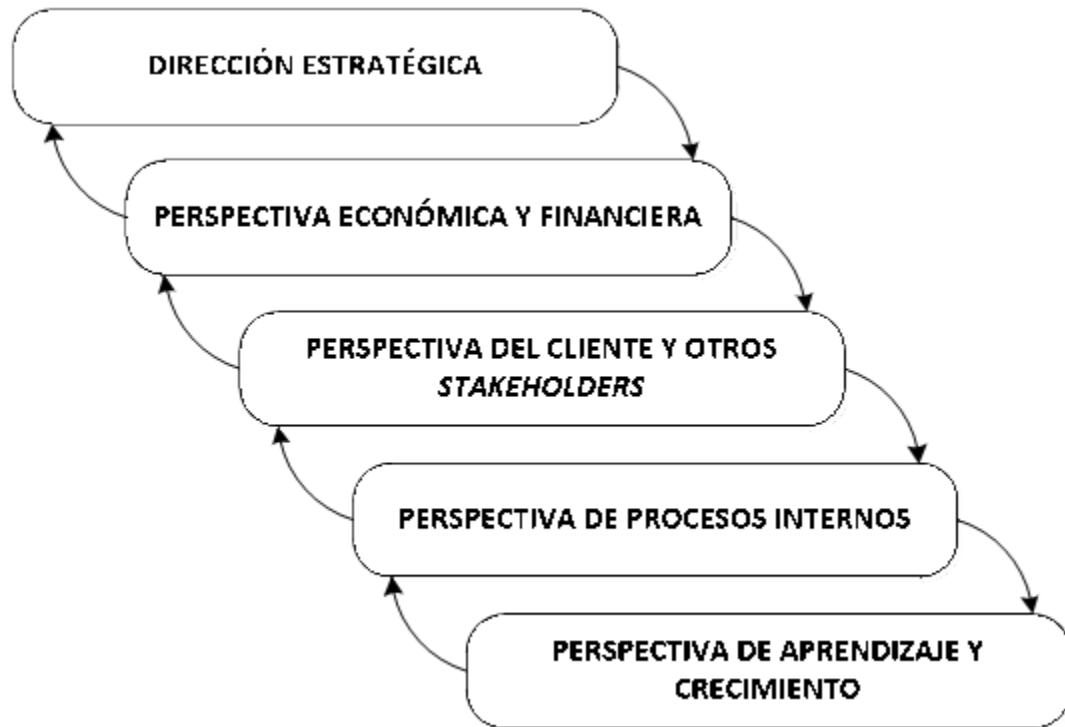 DIRECCIÓN ESTRATÉGICA
PERSPECTIVA ECONÓMICA Y FINANCIERA
PERSPECTIVA DEL CLIENTE Y OTROS
STAKEHOLDERS
PERSPECTIVA DE PROCESOS INTERNOS
PERSPECTIVA DE APRENDIZAJE Y
CRECIMIENTO